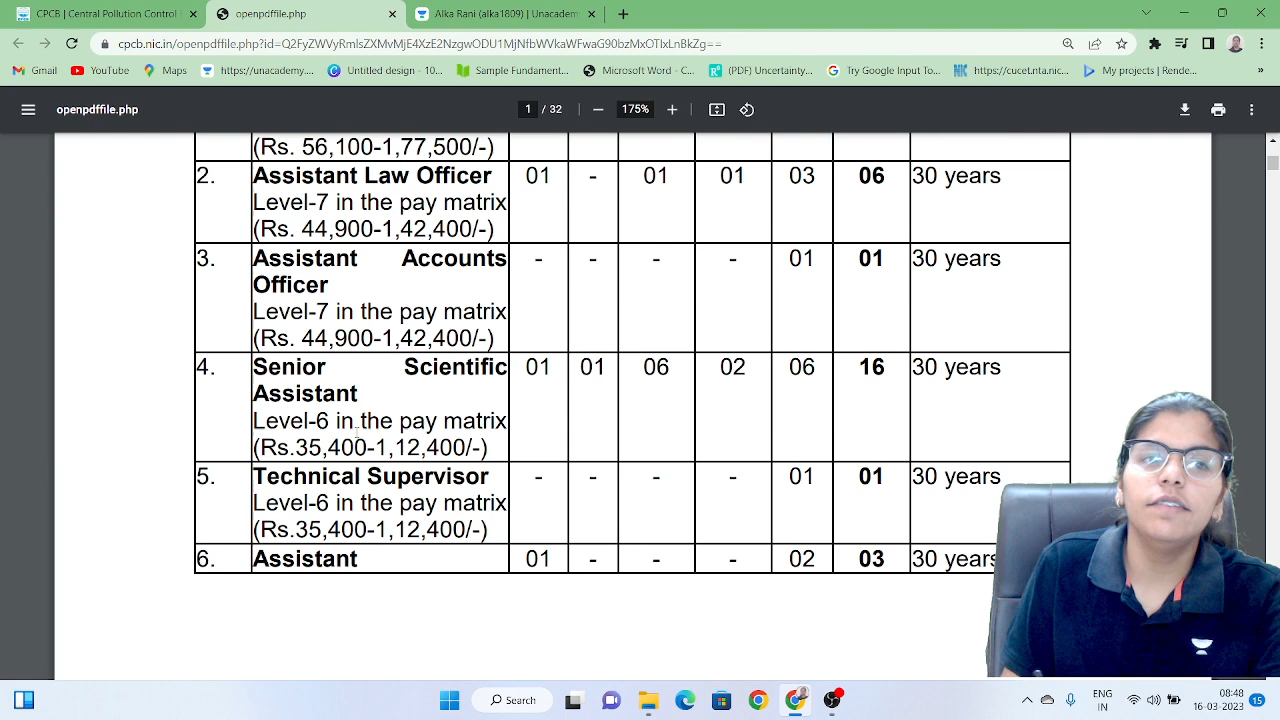 CPCB | Central Pollution Control
openpdffile.php
Alka Rani (alka1809) | Unacadem
cpcb.nic.in/openpdffile.php?id=Q2FyZWVyRmlsZXMvMjE4XzE2NzgwODU1MjNfbWVkaWFwaG90bzMxOTIxLnBkZg==
Gmail
YouTube
Maps
https://unacademy...
Untitled design - 10...
Sample Fundament...
Microsoft Word - C...
(PDF) Uncertainty...
Try Google Input To...
https://cucet.nta.nic...
My projects | Rende...
openpdffile.php
1 / 32
175%
(Rs. 56,100-1,77,500/-)
2. Assistant Law Officer 01 - 01 01 03 06 30 years
Level-7 in the pay matrix
(Rs. 44,900-1,42,400/-)
3. Assistant Accounts - - - - 01 01 30 years
Officer
Level-7 in the pay matrix
(Rs. 44,900-1,42,400/-)
4. Senior Scientific 01 01 06 02 06 16 30 years
Assistant
Level-6 in the pay matrix
(Rs.35,400-1,12,400/-)
5. Technical Supervisor - - - - 01 01 30 years
Level-6 in the pay matrix
(Rs.35,400-1,12,400/-)
6. Assistant 01 - - - 02 03 30 years
Search
ENG
IN
08:48
16-03-2023
15